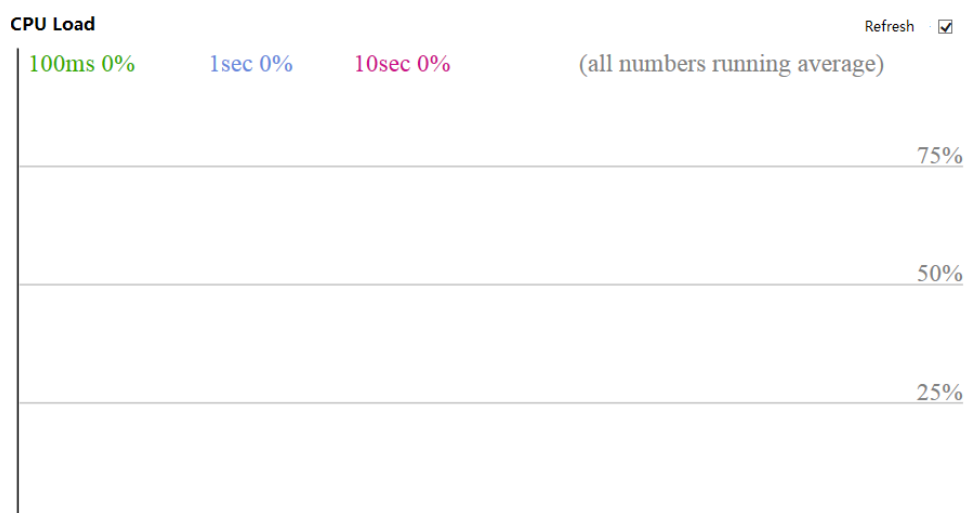 CPU Load
Refresh
100ms 0% 1sec 0% 10sec 0% (all numbers running average)
75%
50%
25%